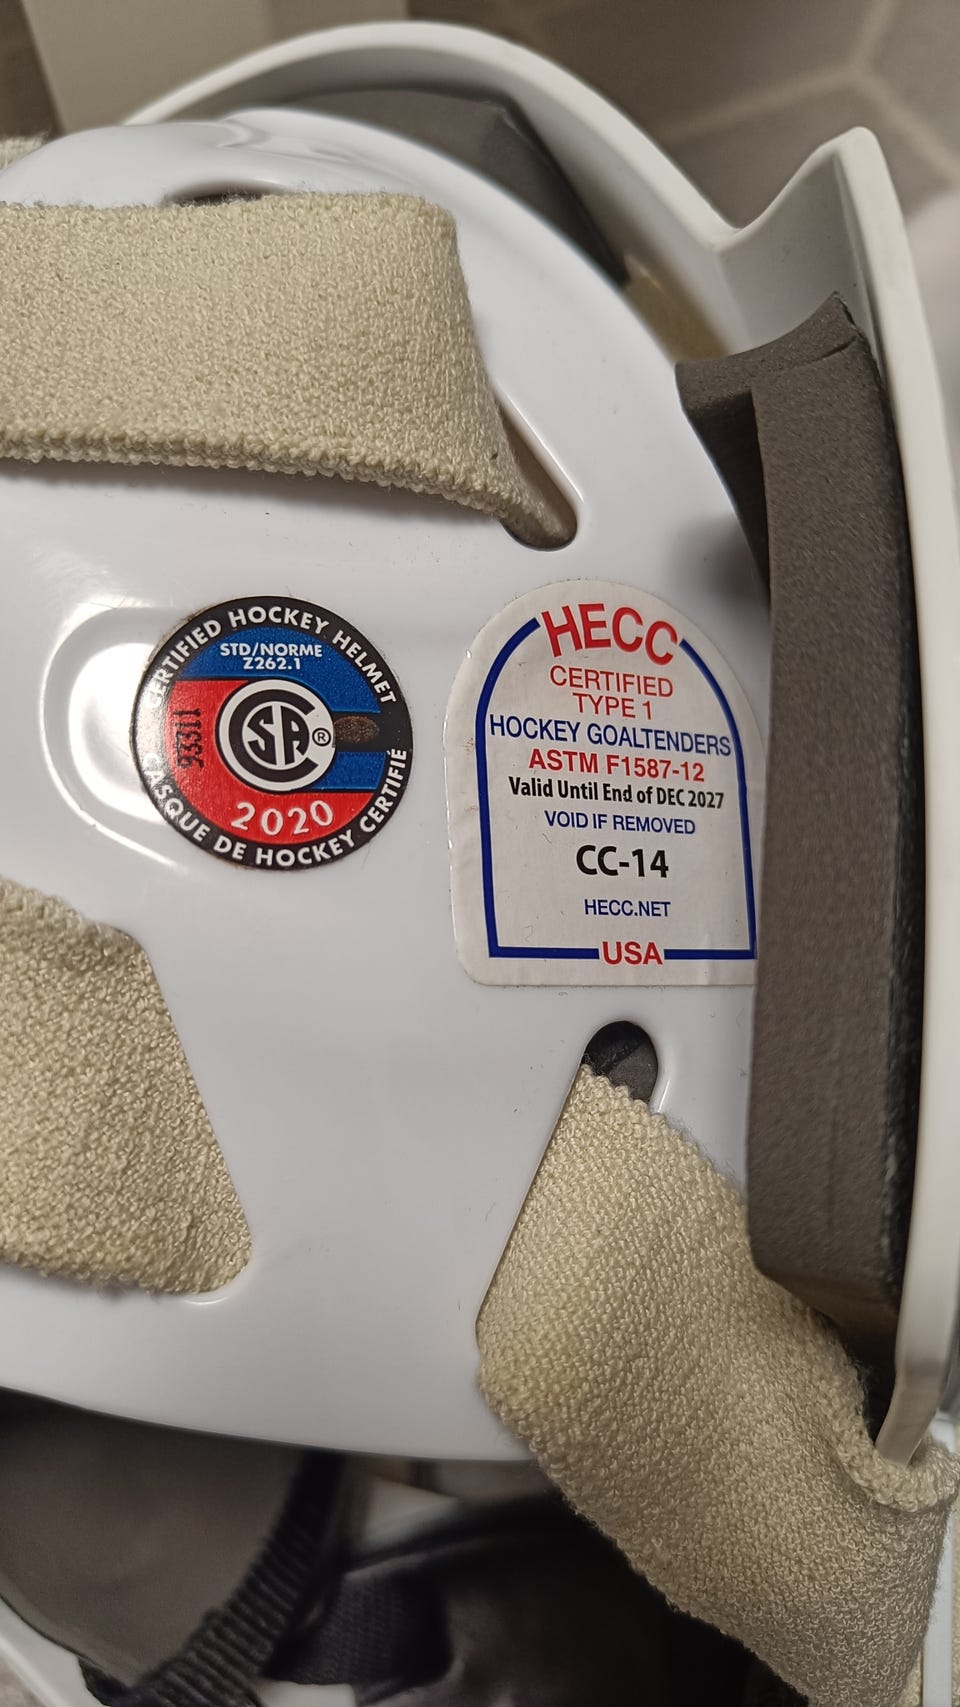 CERTIFIED HOCKEY HELMET
STD/NORME
Z262.1
93311
CSA®
2020
CASQUE DE HOCKEY CERTIFIÉ
HECC
CERTIFIED
TYPE 1
HOCKEY GOALTENDERS
ASTM F1587-12
Valid Until End of DEC 2027
VOID IF REMOVED
CC-14
HECC.NET
USA